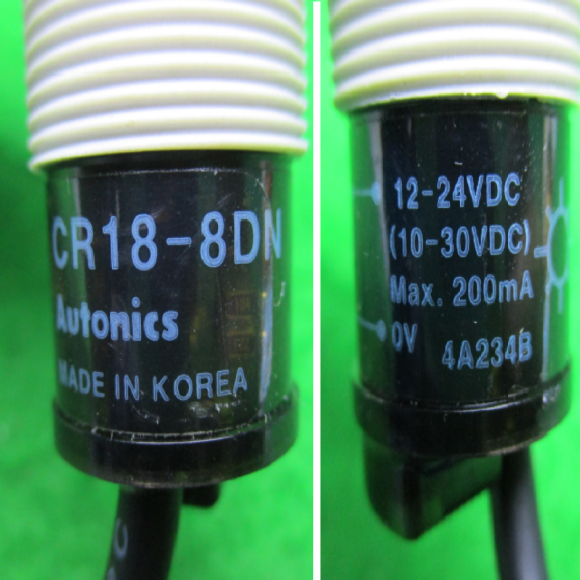 CR18-8DN
Autonics
MADE IN KOREA
12-24VDC
(10-30VDC)
Max. 200mA
0V
4A234B